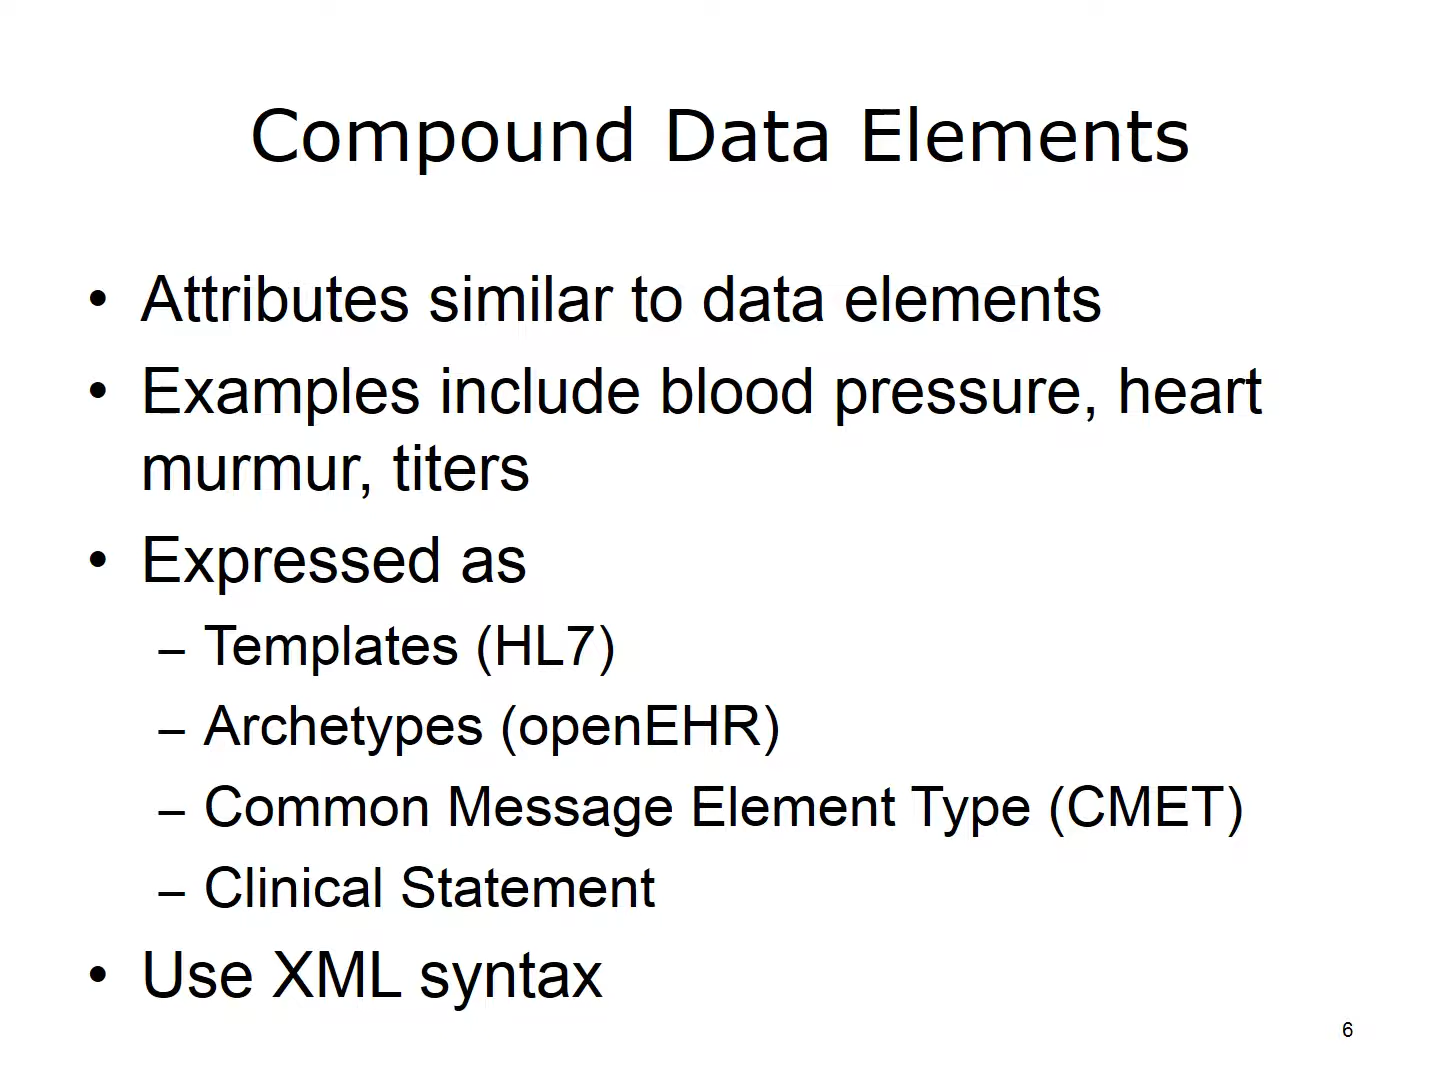 Compound Data Elements
• Attributes similar to data elements
• Examples include blood pressure, heart
murmur, titers
• Expressed as
– Templates (HL7)
– Archetypes (openEHR)
– Common Message Element Type (CMET)
– Clinical Statement
• Use XML syntax
6